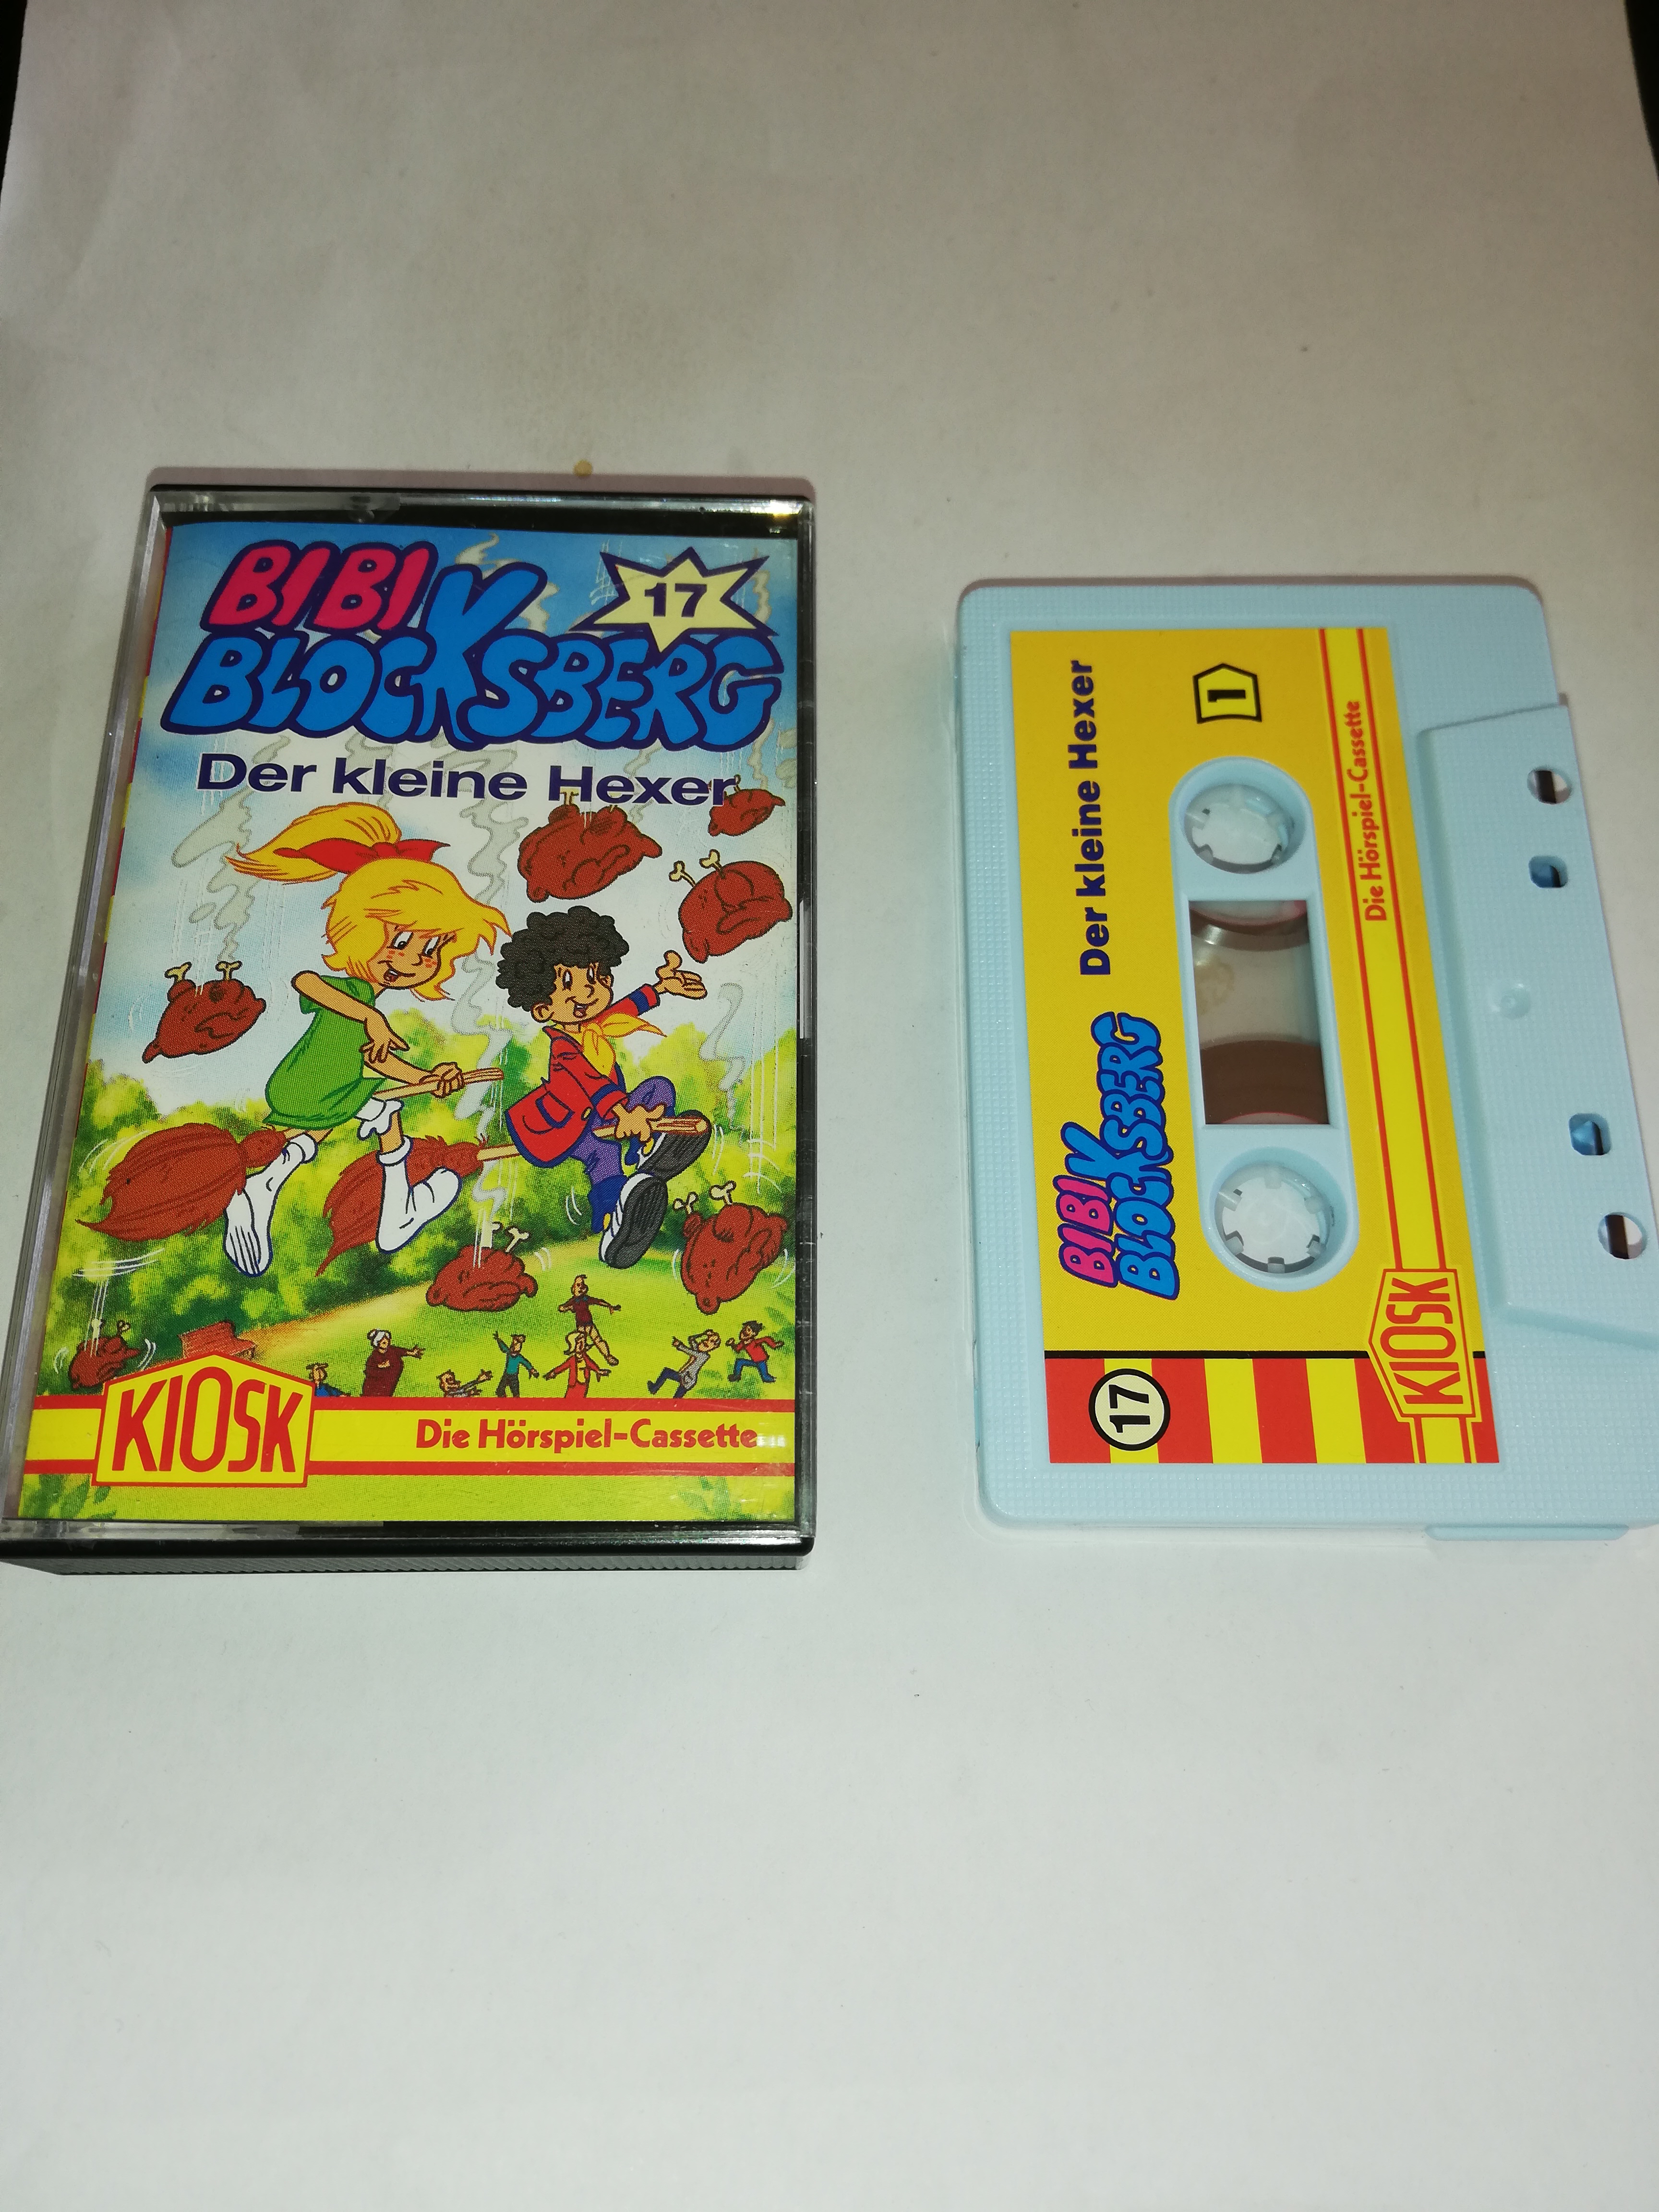 BIBI
BLOCKSBERG
17
Der kleine Hexer
KIOSK
Die Hörspiel-Cassette
BIBI
BLOCKSBERG
Der kleine Hexer
1
Die Hörspiel-Cassette
17
KIOSK